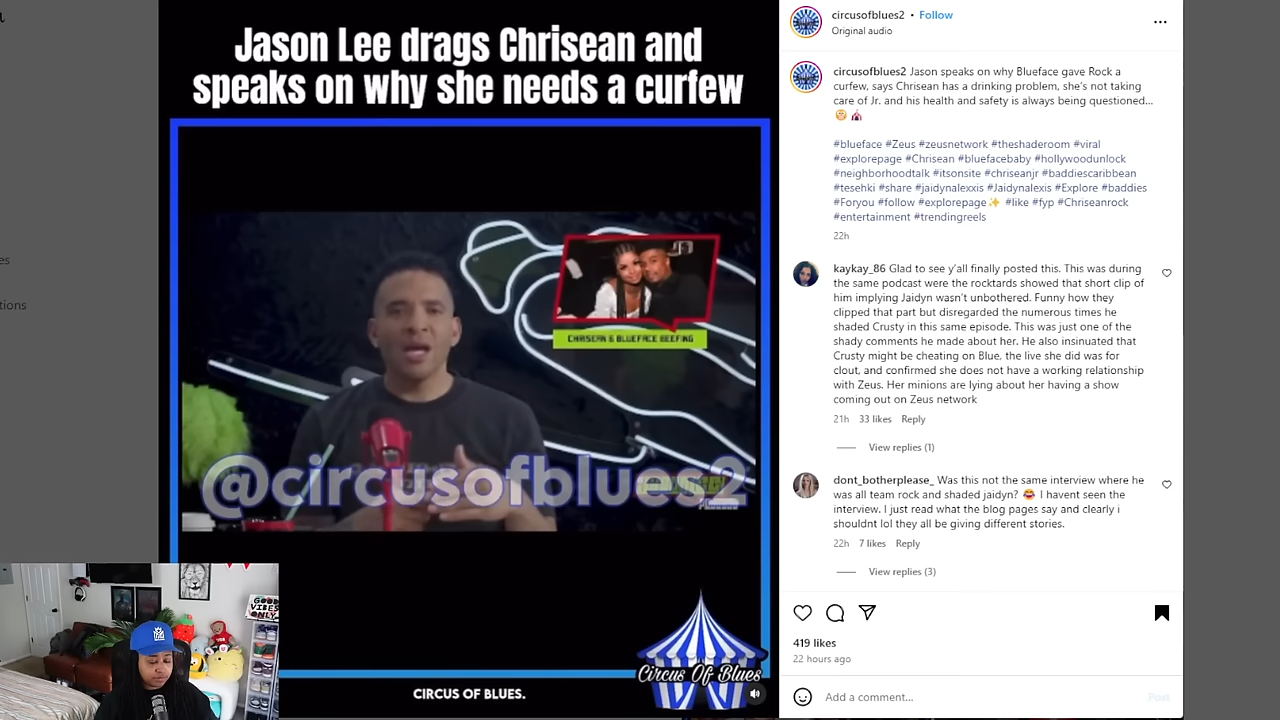 Jason Lee drags Chrisean and
speaks on why she needs a curfew
CHRISEAN & BLUEFACE BEEFING
@circusofblues2
Circus Of Blues
CIRCUS OF BLUES.
GOOD
VIBES
ONLY
es
tions
circusofblues2 • Follow
Original audio
circusofblues2 Jason speaks on why Blueface gave Rock a
curfew, says Chrisean has a drinking problem, she's not taking
care of Jr. and his health and safety is always being questioned...
#blueface #Zeus #zeusnetwork #theshaderoom #viral
#explorepage #Chrisean #bluefacebaby #hollywoodunlock
#neighborhoodtalk #itsonsite #chriseanjr #baddiescaribbean
#tesehki #share #jaidynalexxis #Jaidynalexis #Explore #baddies
#Foryou #follow #explorepage✨ #like #fyp #Chriseanrock
#entertainment #trendingreels
22h
kaykay_86 Glad to see y'all finally posted this. This was during
the same podcast were the rocktards showed that short clip of
him implying Jaidyn wasn't unbothered. Funny how they
clipped that part but disregarded the numerous times he
shaded Crusty in this same episode. This was just one of the
shady comments he made about her. He also insinuated that
Crusty might be cheating on Blue, the live she did was for
clout, and confirmed she does not have a working relationship
with Zeus. Her minions are lying about her having a show
coming out on Zeus network
21h 33 likes Reply
View replies (1)
dont_botherplease_ Was this not the same interview where he
was all team rock and shaded jaidyn? 😂 I havent seen the
interview. I just read what the blog pages say and clearly i
shouldnt lol they all be giving different stories.
22h 7 likes Reply
View replies (3)
419 likes
22 hours ago
Add a comment...
Post